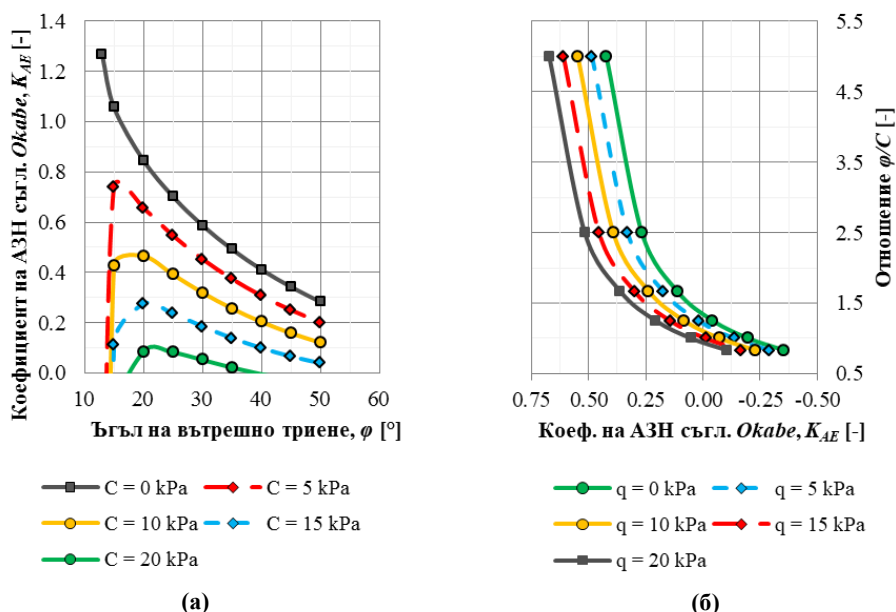 Коефициент на АЗН съгл. Okabe, K_AE [-]
1.4
1.2
1.0
0.8
0.6
0.4
0.2
0.0
10 20 30 40 50 60
Ъгъл на вътрешно триене, φ [°]
C = 0 kPa C = 5 kPa
C = 10 kPa C = 15 kPa
C = 20 kPa
(а)
5.5
4.5
3.5
2.5
1.5
0.5
Отношение φ/C [-]
0.75 0.50 0.25 0.00 -0.25 -0.50
Коеф. на АЗН съгл. Okabe, K_AE [-]
q = 0 kPa q = 5 kPa
q = 10 kPa q = 15 kPa
q = 20 kPa
(б)